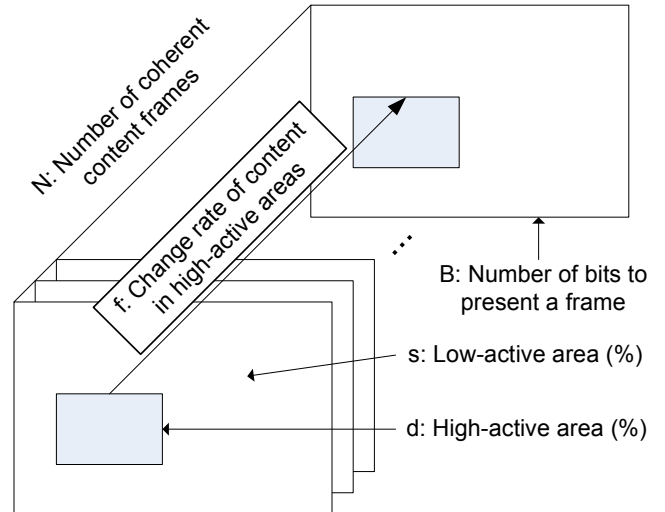 N: Number of coherent
content frames
f: Change rate of content
in high-active areas
...
B: Number of bits to
present a frame
s: Low-active area (%)
d: High-active area (%)